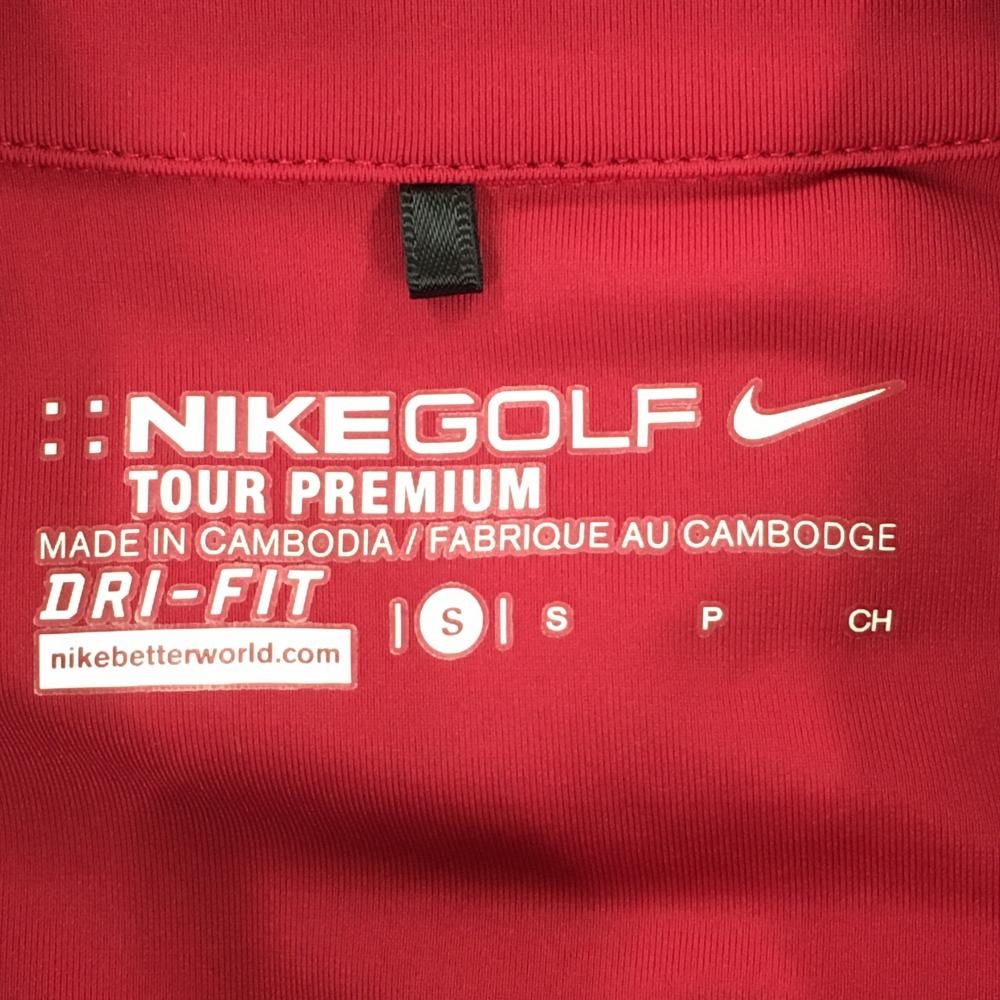 NIKEGOLF
TOUR PREMIUM
MADE IN CAMBODIA / FABRIQUE AU CAMBODGE
DRI-FIT
| S | S P CH
nikebetterworld.com